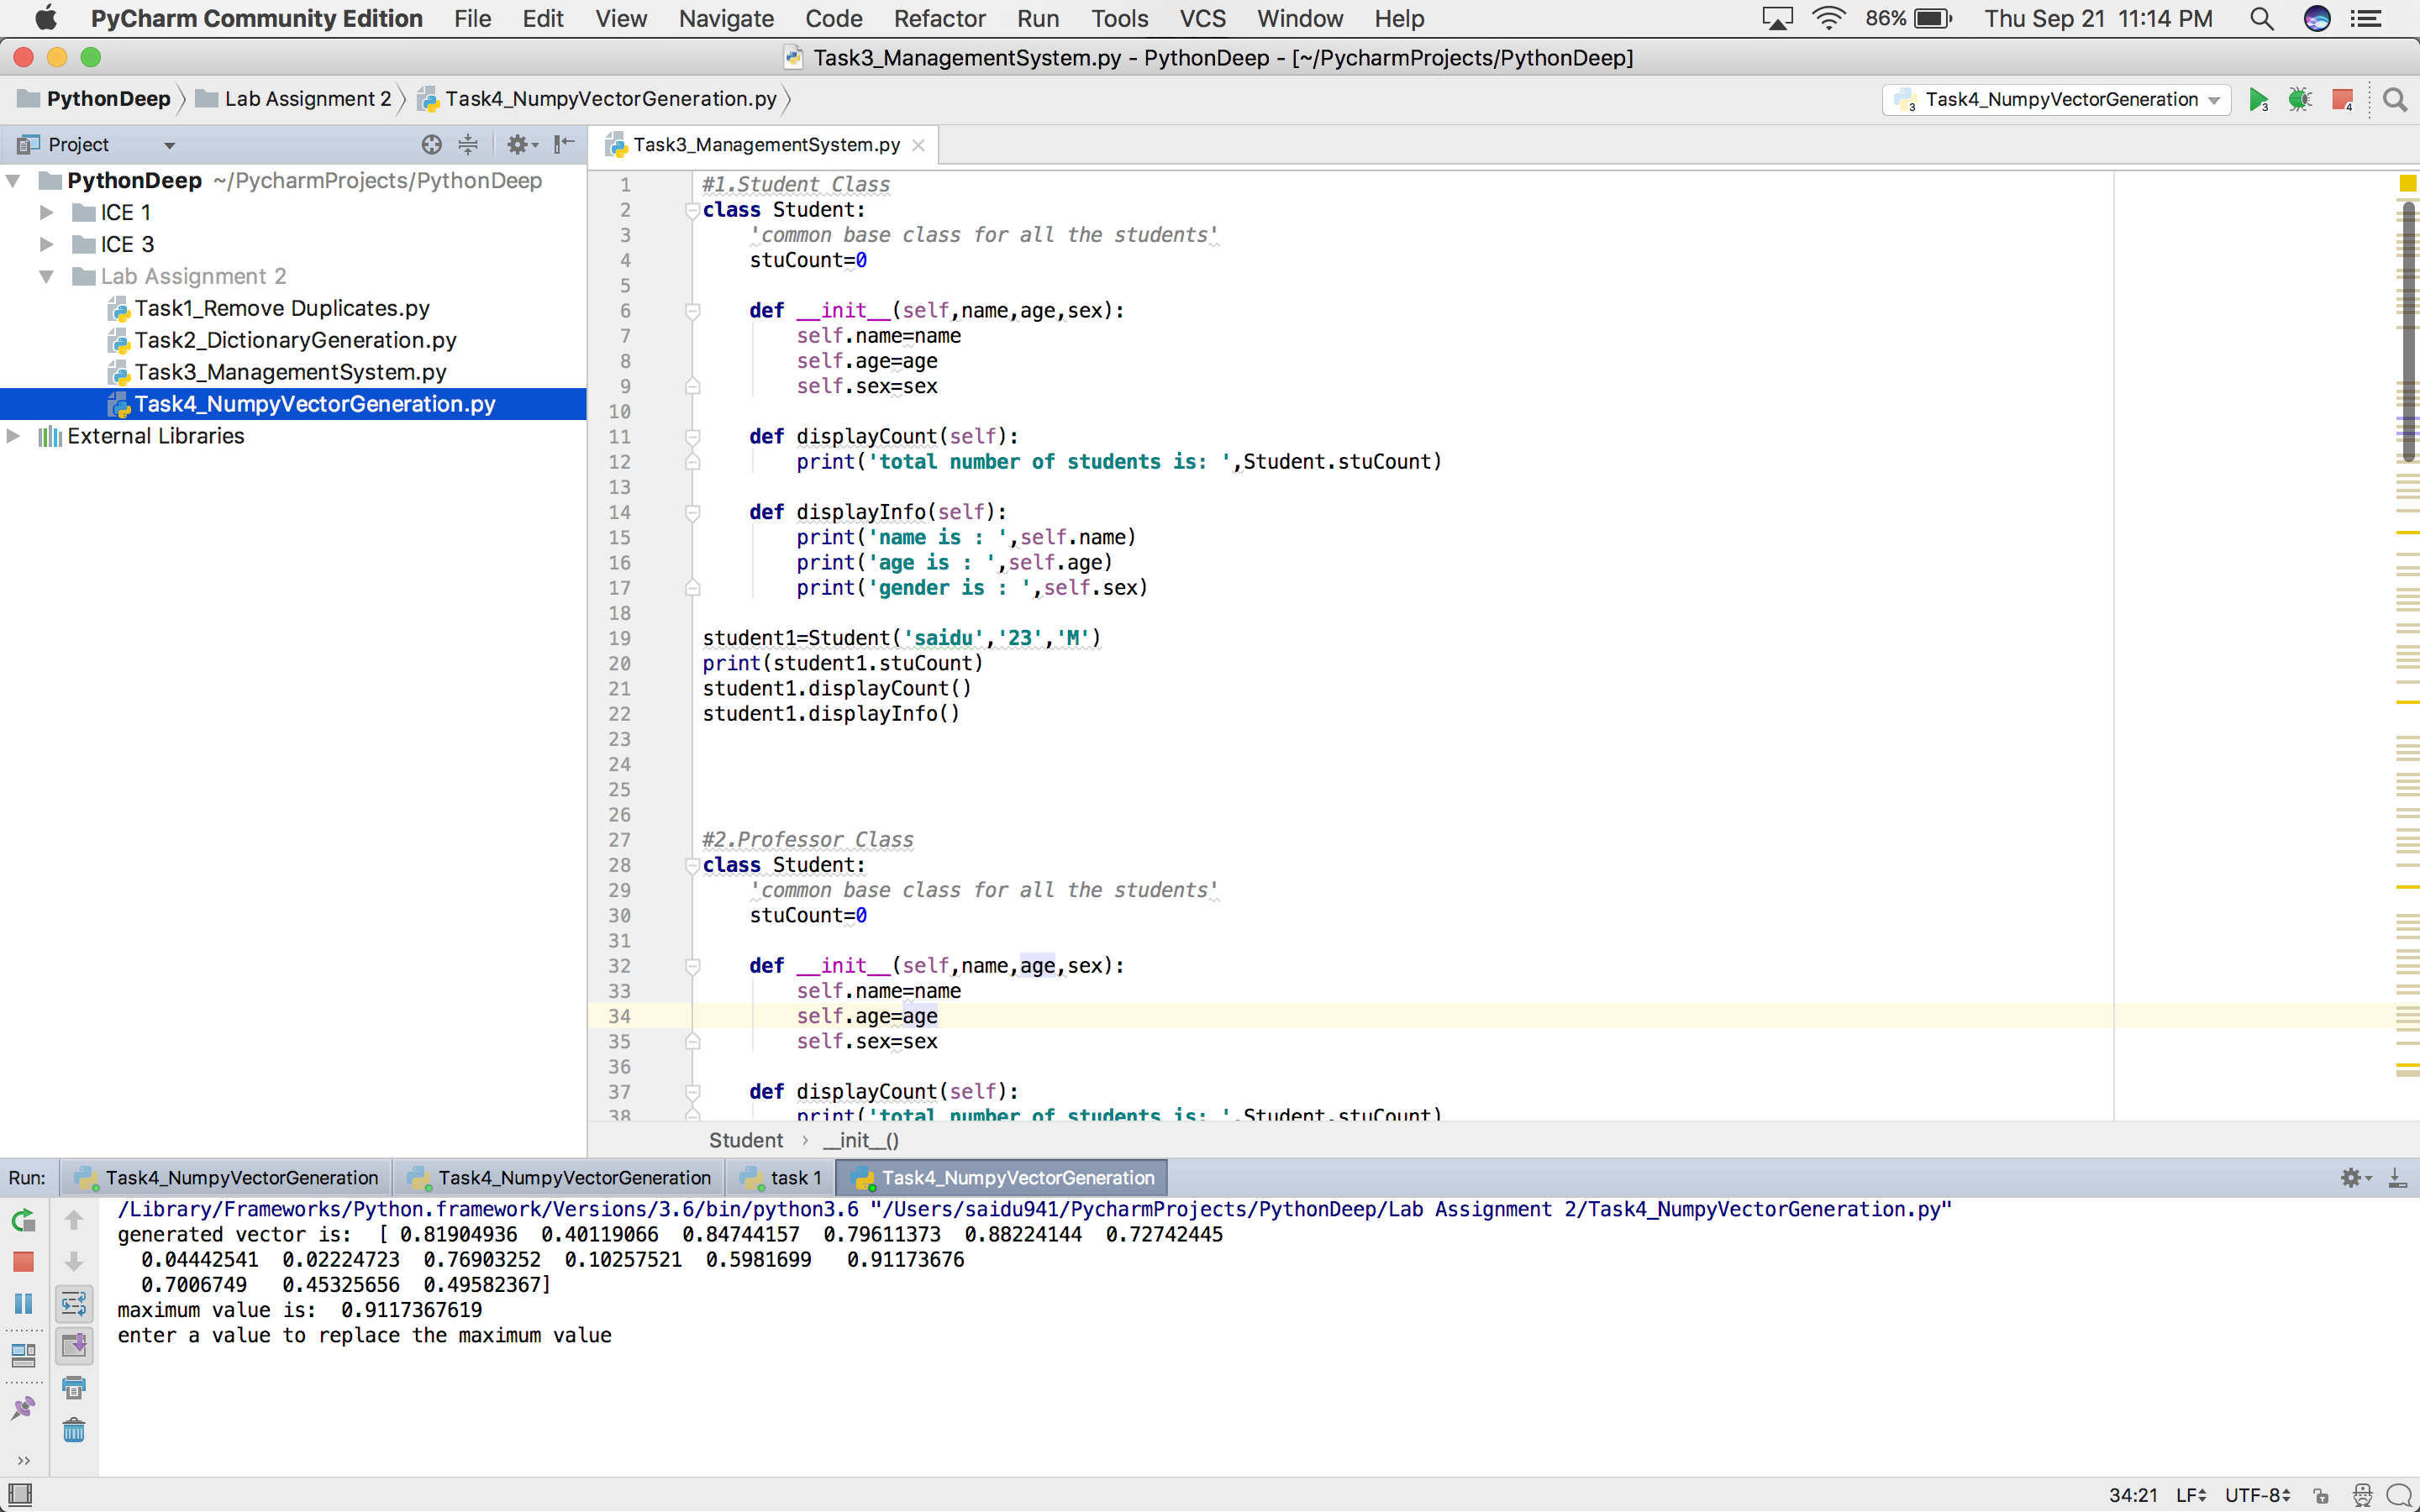 PyCharm Community Edition File Edit View Navigate Code Refactor Run Tools VCS Window Help 86% Thu Sep 21 11:14 PM
Task3_ManagementSystem.py - PythonDeep - [~/PycharmProjects/PythonDeep]
PythonDeep Lab Assignment 2 Task4_NumpyVectorGeneration.py 3 Task4_NumpyVectorGeneration 3 4
Project
Task3_ManagementSystem.py
PythonDeep ~/PycharmProjects/PythonDeep
ICE 1
ICE 3
Lab Assignment 2
Task1_Remove Duplicates.py
Task2_DictionaryGeneration.py
Task3_ManagementSystem.py
Task4_NumpyVectorGeneration.py
External Libraries
1 #1.Student Class
2 class Student:
3 'common base class for all the students'
4 stuCount=0
5
6 def __init__(self,name,age,sex):
7 self.name=name
8 self.age=age
9 self.sex=sex
10
11 def displayCount(self):
12 print('total number of students is: ',Student.stuCount)
13
14 def displayInfo(self):
15 print('name is : ',self.name)
16 print('age is : ',self.age)
17 print('gender is : ',self.sex)
18
19 student1=Student('saidu','23','M')
20 print(student1.stuCount)
21 student1.displayCount()
22 student1.displayInfo()
23
24
25
26
27 #2.Professor Class
28 class Student:
29 'common base class for all the students'
30 stuCount=0
31
32 def __init__(self,name,age,sex):
33 self.name=name
34 self.age=age
35 self.sex=sex
36
37 def displayCount(self):
38 print('total number of students is: ',Student.stuCount)
Student › __init__()
Run: Task4_NumpyVectorGeneration Task4_NumpyVectorGeneration task 1 Task4_NumpyVectorGeneration
/Library/Frameworks/Python.framework/Versions/3.6/bin/python3.6 "/Users/saidu941/PycharmProjects/PythonDeep/Lab Assignment 2/Task4_NumpyVectorGeneration.py"
generated vector is: [ 0.81904936 0.40119066 0.84744157 0.79611373 0.88224144 0.72742445
0.04442541 0.02224723 0.76903252 0.10257521 0.5981699 0.91173676
0.7006749 0.45325656 0.49582367]
maximum value is: 0.9117367619
enter a value to replace the maximum value
34:21 LF UTF-8